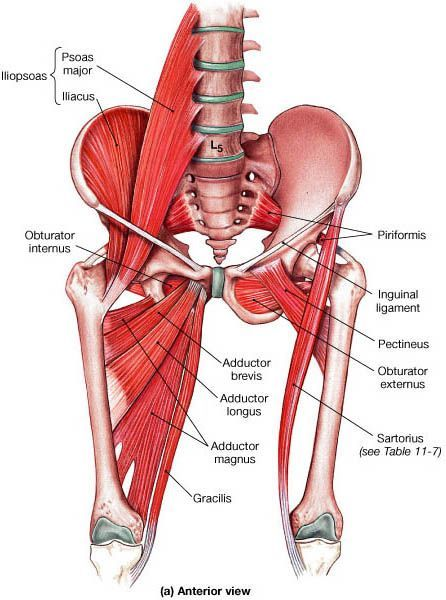 Psoas
major
Iliopsoas
Iliacus
L5
Obturator
internus
Piriformis
Inguinal
ligament
Pectineus
Adductor
brevis
Obturator
externus
Adductor
longus
Sartorius
(see Table 11-7)
Adductor
magnus
Gracilis
(a) Anterior view